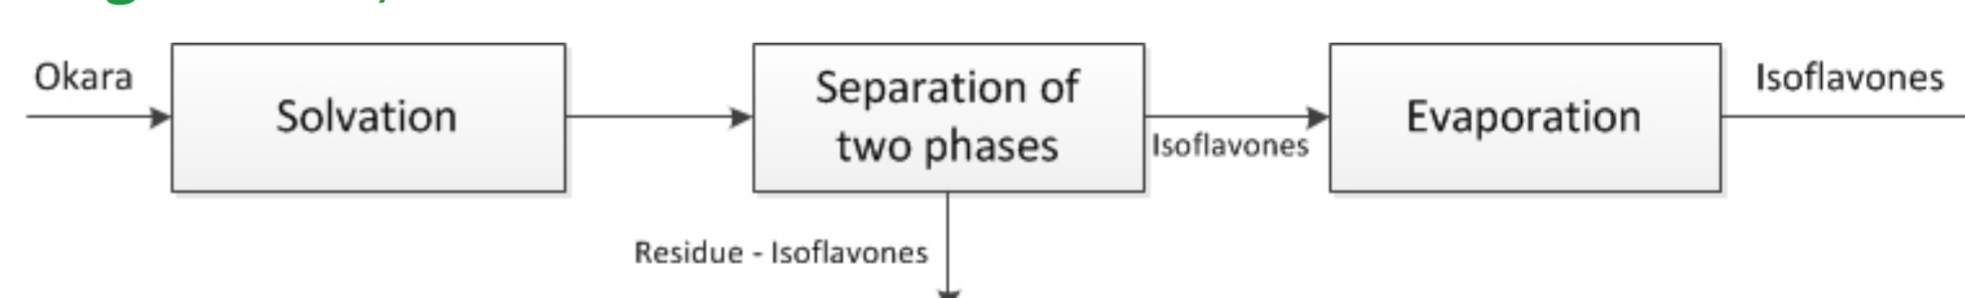 Okara
Solvation
Separation of
two phases
Isoflavones
Evaporation
Isoflavones
Residue - Isoflavones